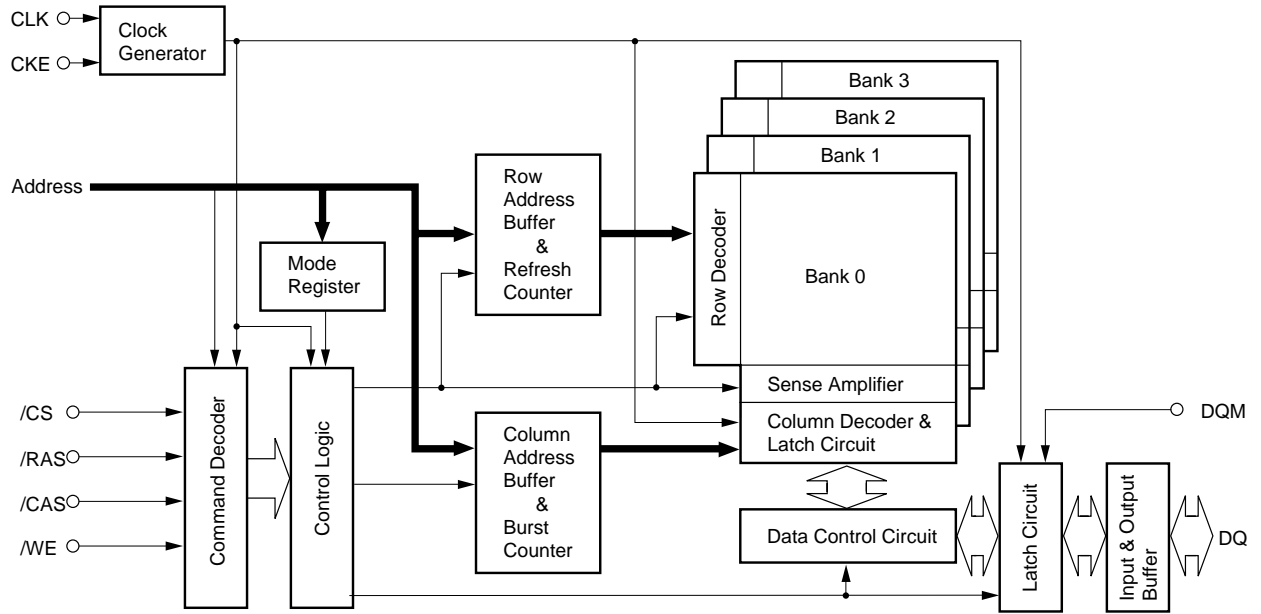 CLK
CKE
Clock
Generator
Bank 3
Bank 2
Bank 1
Bank 0
Address
Row
Address
Buffer
&
Refresh
Counter
Row Decoder
Mode
Register
Sense Amplifier
Column Decoder &
Latch Circuit
/CS
/RAS
/CAS
/WE
Command Decoder
Control Logic
Column
Address
Buffer
&
Burst
Counter
Data Control Circuit
Latch Circuit
Input & Output
Buffer
DQM
DQ